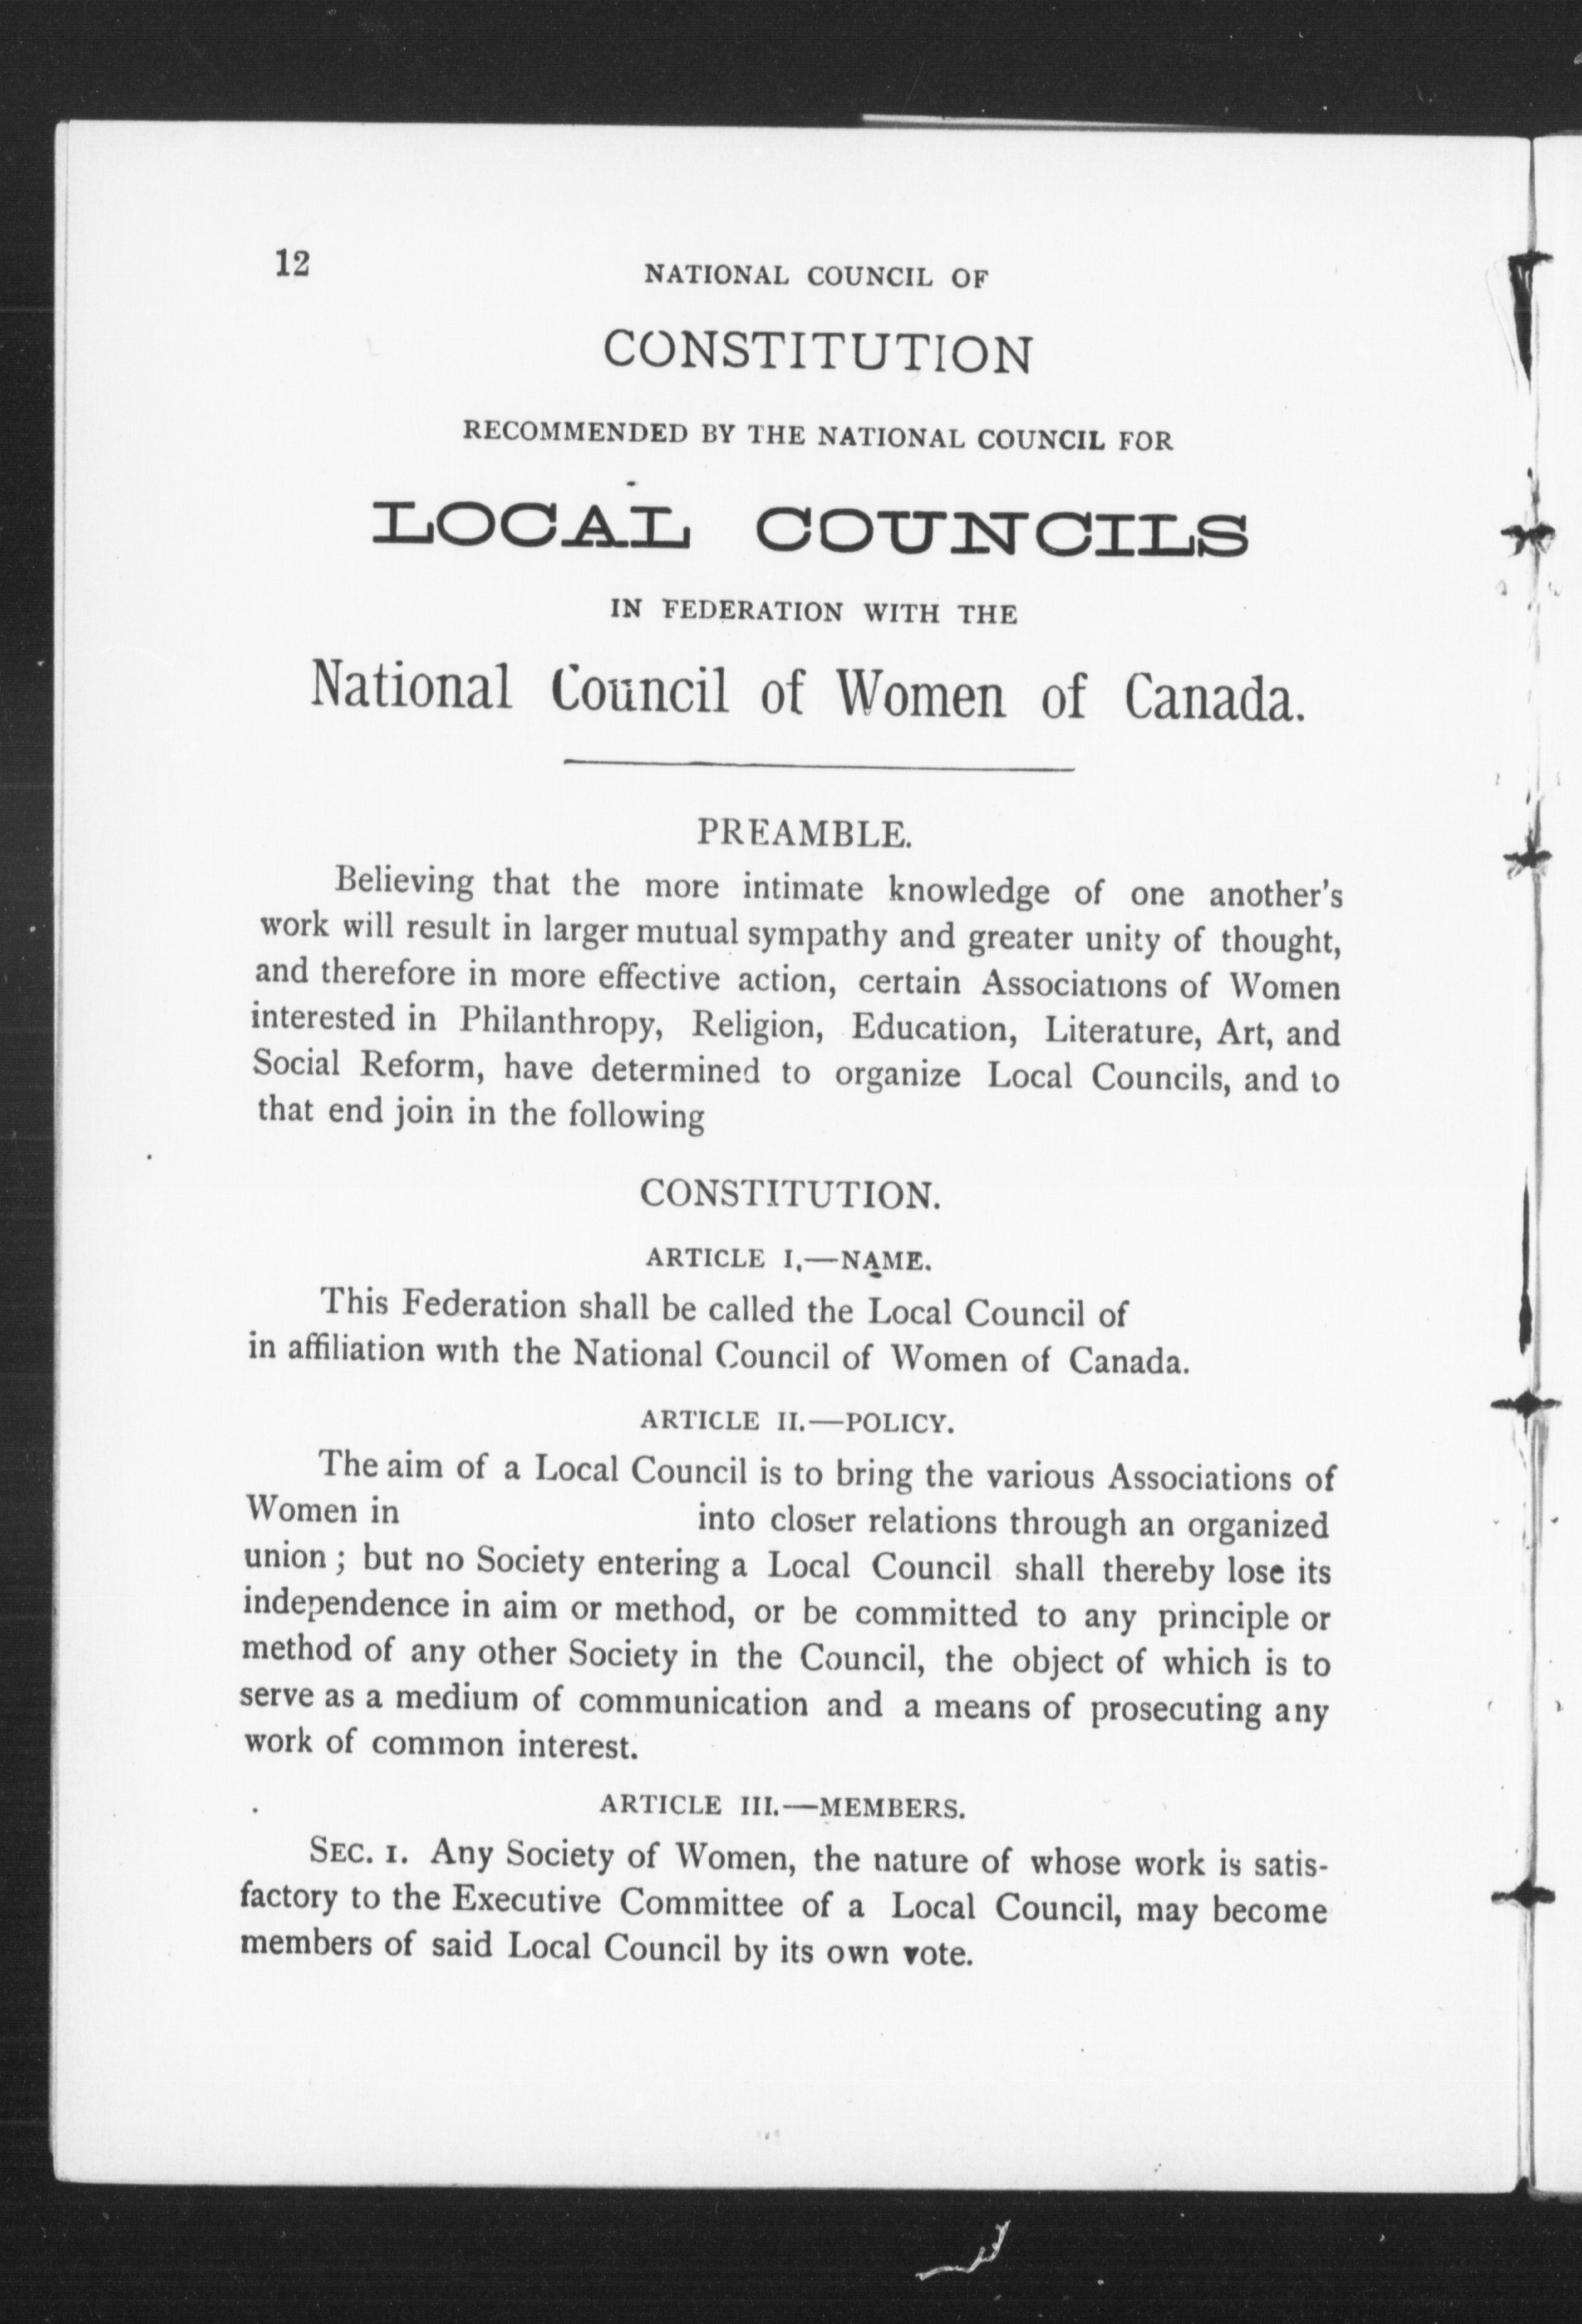 12
NATIONAL COUNCIL OF
CONSTITUTION
RECOMMENDED BY THE NATIONAL COUNCIL FOR
LOCAL COUNCILS
IN FEDERATION WITH THE
National Council of Women of Canada.
PREAMBLE.
Believing that the more intimate knowledge of one another's
work will result in larger mutual sympathy and greater unity of thought,
and therefore in more effective action, certain Associations of Women
interested in Philanthropy, Religion, Education, Literature, Art, and
Social Reform, have determined to organize Local Councils, and to
that end join in the following
CONSTITUTION.
ARTICLE I.—NAME.
This Federation shall be called the Local Council of
in affiliation with the National Council of Women of Canada.
ARTICLE II.—POLICY.
The aim of a Local Council is to bring the various Associations of
Women in into closer relations through an organized
union ; but no Society entering a Local Council shall thereby lose its
independence in aim or method, or be committed to any principle or
method of any other Society in the Council, the object of which is to
serve as a medium of communication and a means of prosecuting any
work of common interest.
ARTICLE III.—MEMBERS.
SEC. 1. Any Society of Women, the nature of whose work is satis-
factory to the Executive Committee of a Local Council, may become
members of said Local Council by its own vote.